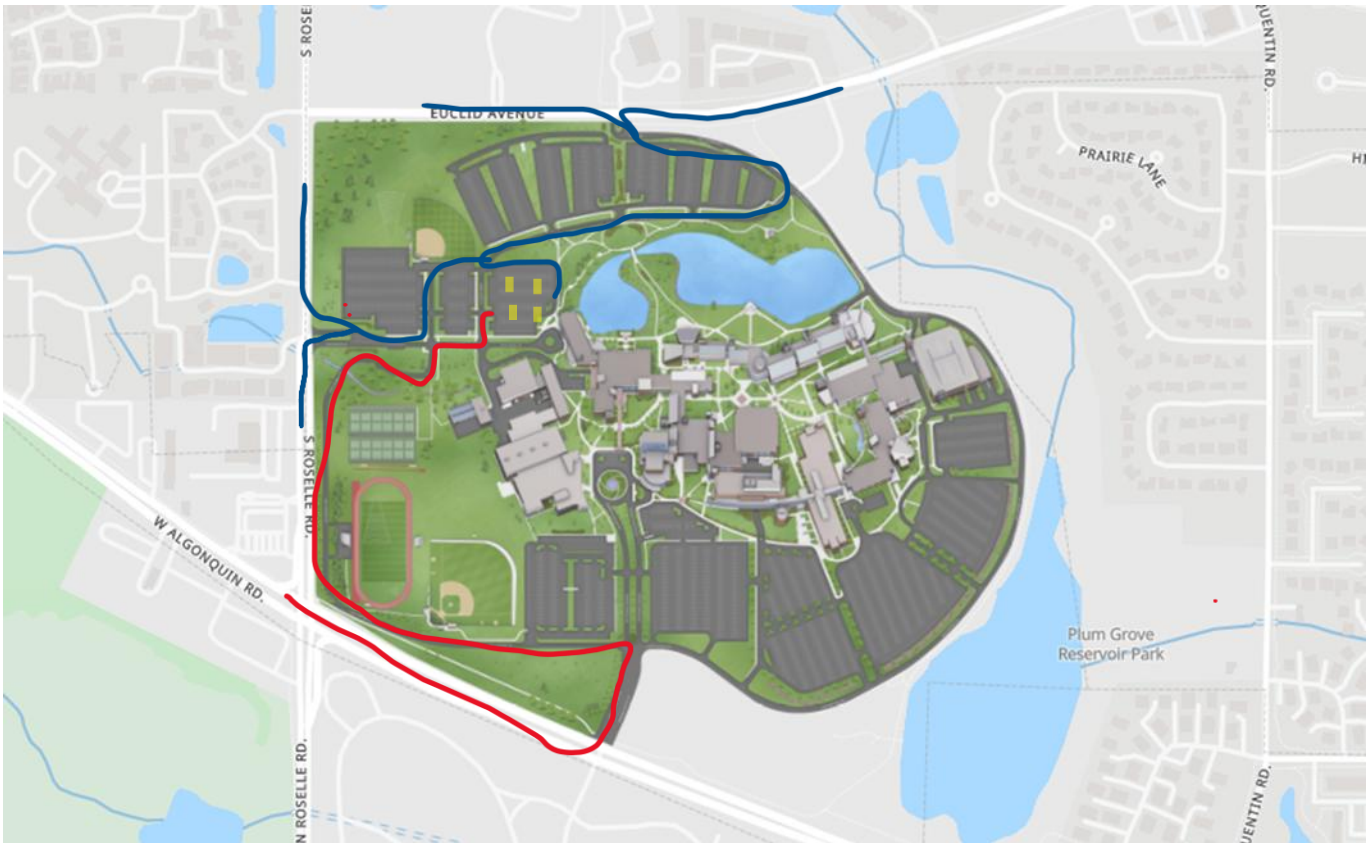 S ROSE
QUENTIN RD.
EUCLID AVENUE
PRAIRIE LANE
HI
S ROSELLE RD.
W ALGONQUIN RD.
Plum Grove
Reservoir Park
N ROSELLE RD.
UENTIN RD.